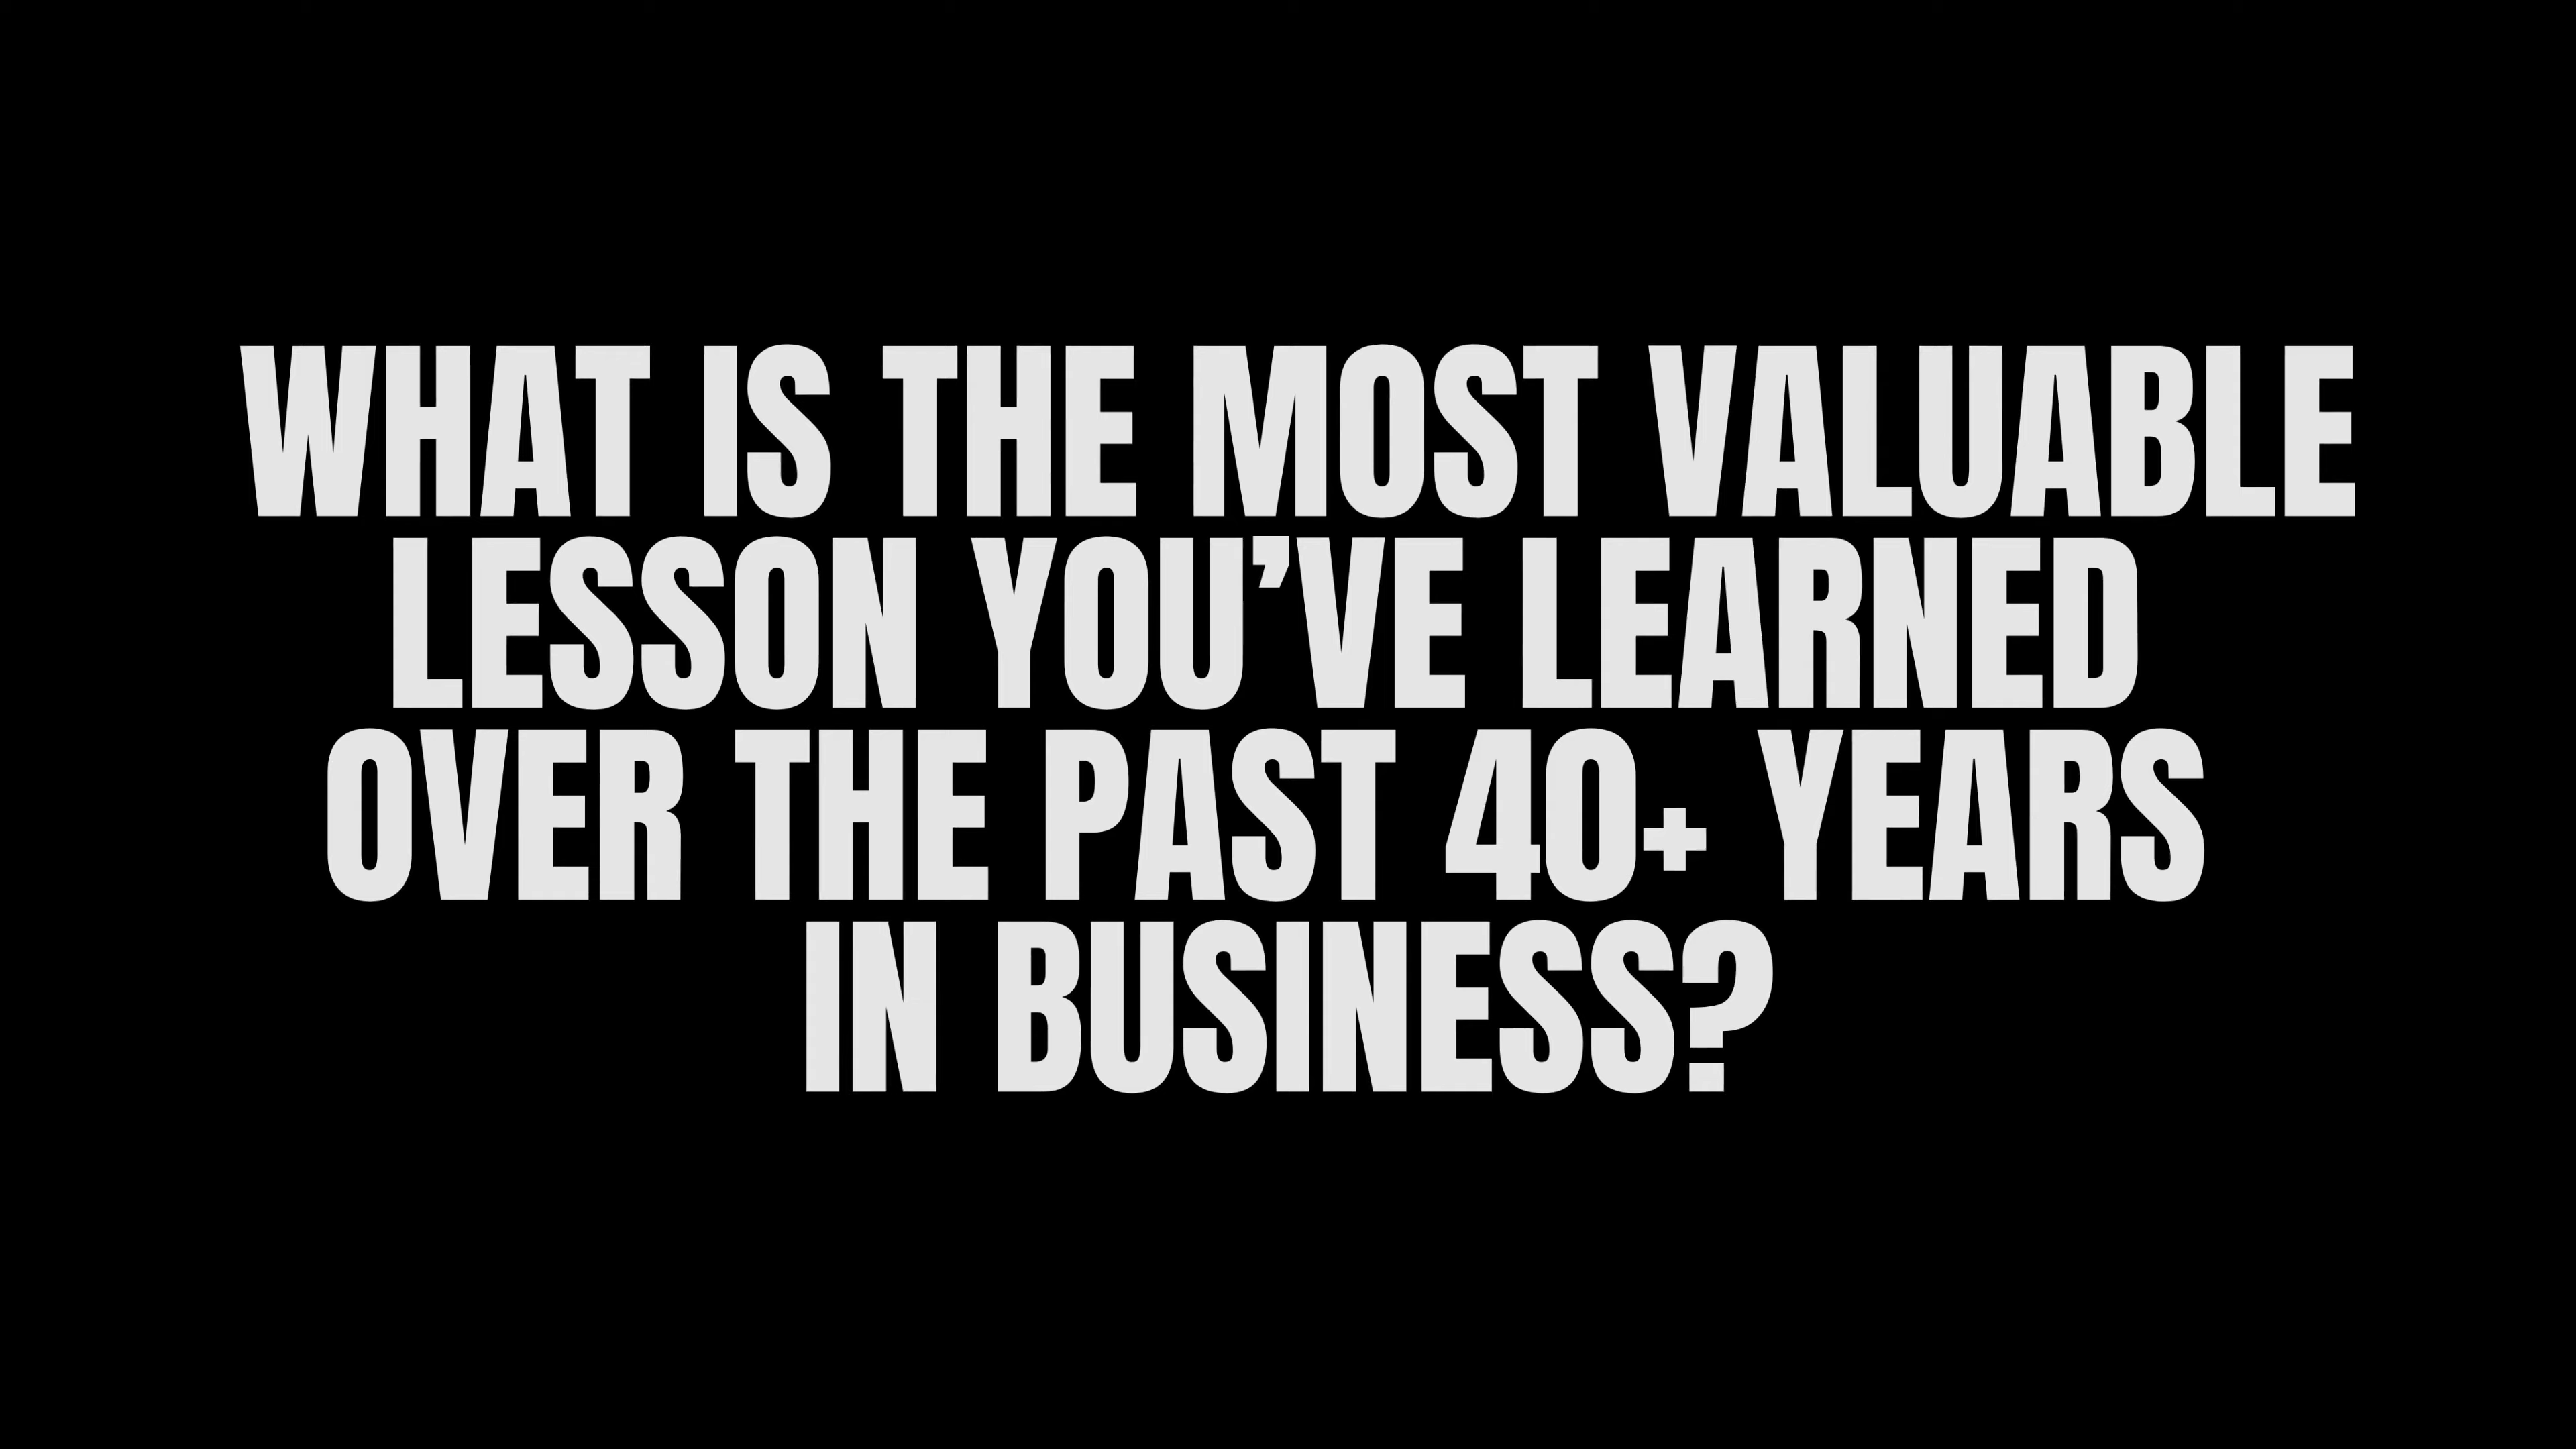 WHAT IS THE MOST VALUABLE
LESSON YOU’VE LEARNED
OVER THE PAST 40+ YEARS
IN BUSINESS?